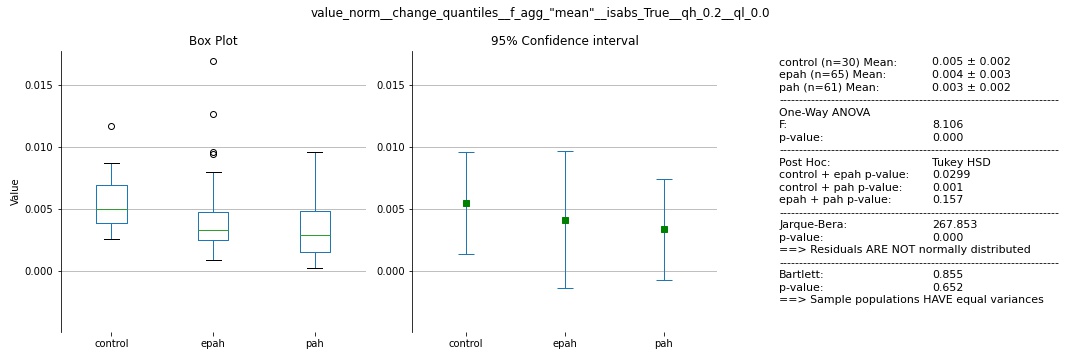 value_norm__change_quantiles__f_agg_"mean"__isabs_True__qh_0.2__ql_0.0
Box Plot
0.015
0.010
0.005
0.000
Value
control epah pah
95% Confidence interval
0.015
0.010
0.005
0.000
control epah pah
control (n=30) Mean: 0.005 ± 0.002
epah (n=65) Mean: 0.004 ± 0.003
pah (n=61) Mean: 0.003 ± 0.002
One-Way ANOVA
F: 8.106
p-value: 0.000
Post Hoc: Tukey HSD
control + epah p-value: 0.0299
control + pah p-value: 0.001
epah + pah p-value: 0.157
Jarque-Bera: 267.853
p-value: 0.000
==> Residuals ARE NOT normally distributed
Bartlett: 0.855
p-value: 0.652
==> Sample populations HAVE equal variances